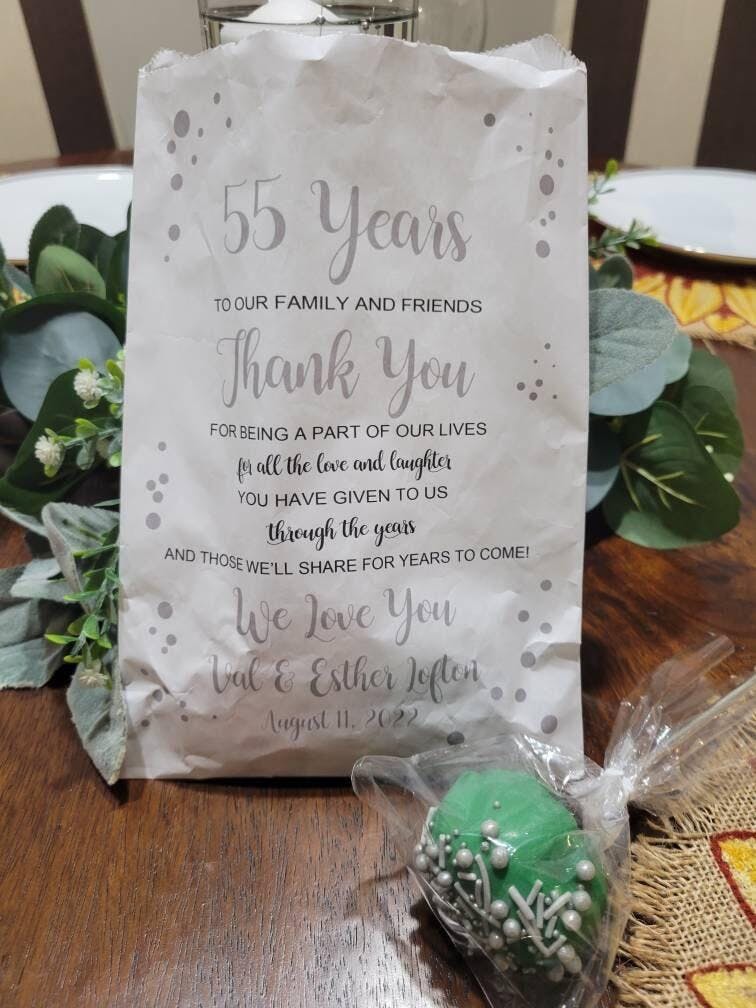 55 Years
TO OUR FAMILY AND FRIENDS
Thank You
FOR BEING A PART OF OUR LIVES
for all the love and laughter
YOU HAVE GIVEN TO US
through the years
AND THOSE WE'LL SHARE FOR YEARS TO COME!
We Love You
Val & Esther Lofton
August 11, 2022